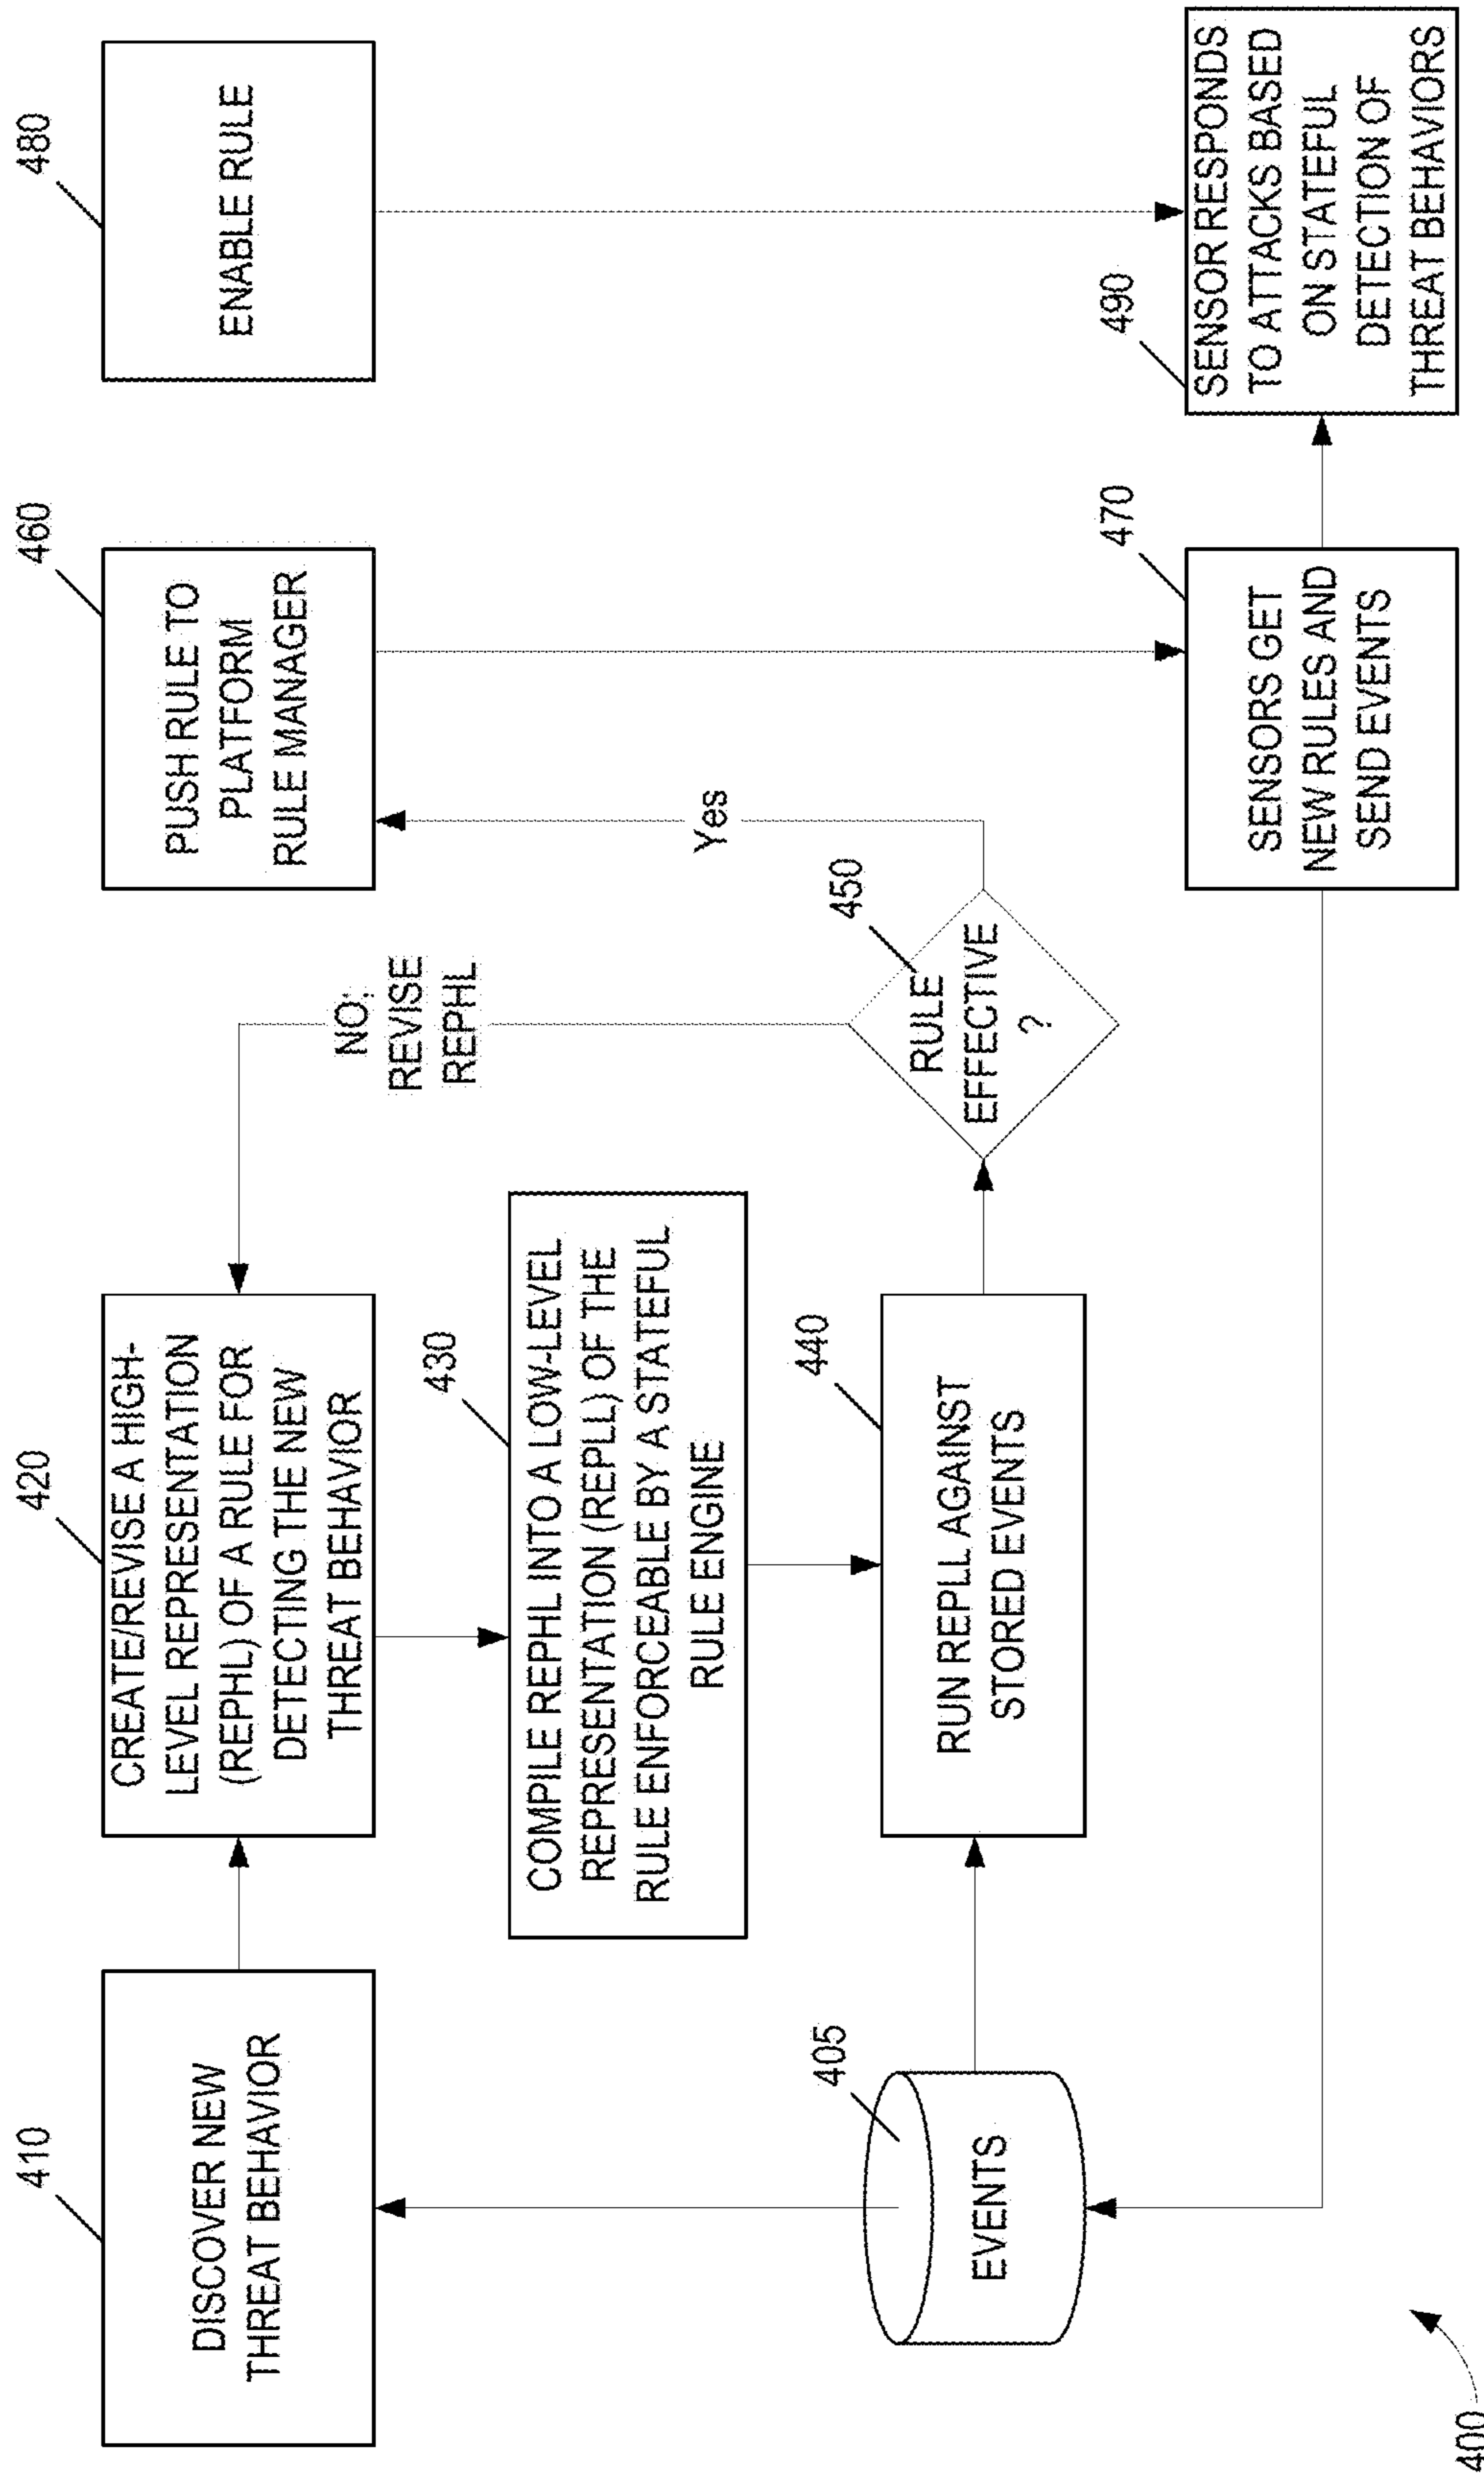 410
DISCOVER NEW
THREAT BEHAVIOR
420
CREATE/REVISE A HIGH-
LEVEL REPRESENTATION
(REPHL) OF A RULE FOR
DETECTING THE NEW
THREAT BEHAVIOR
NO;
REVISE
REPHL
460
PUSH RULE TO
PLATFORM
RULE MANAGER
480
ENABLE RULE
430
COMPILE REPHL INTO A LOW-LEVEL
REPRESENTATION (REPLL) OF THE
RULE ENFORCEABLE BY A STATEFUL
RULE ENGINE
Yes
405
EVENTS
440
RUN REPLL AGAINST
STORED EVENTS
450
RULE
EFFECTIVE
?
470
SENSORS GET
NEW RULES AND
SEND EVENTS
490
SENSOR RESPONDS
TO ATTACKS BASED
ON STATEFUL
DETECTION OF
THREAT BEHAVIORS
400